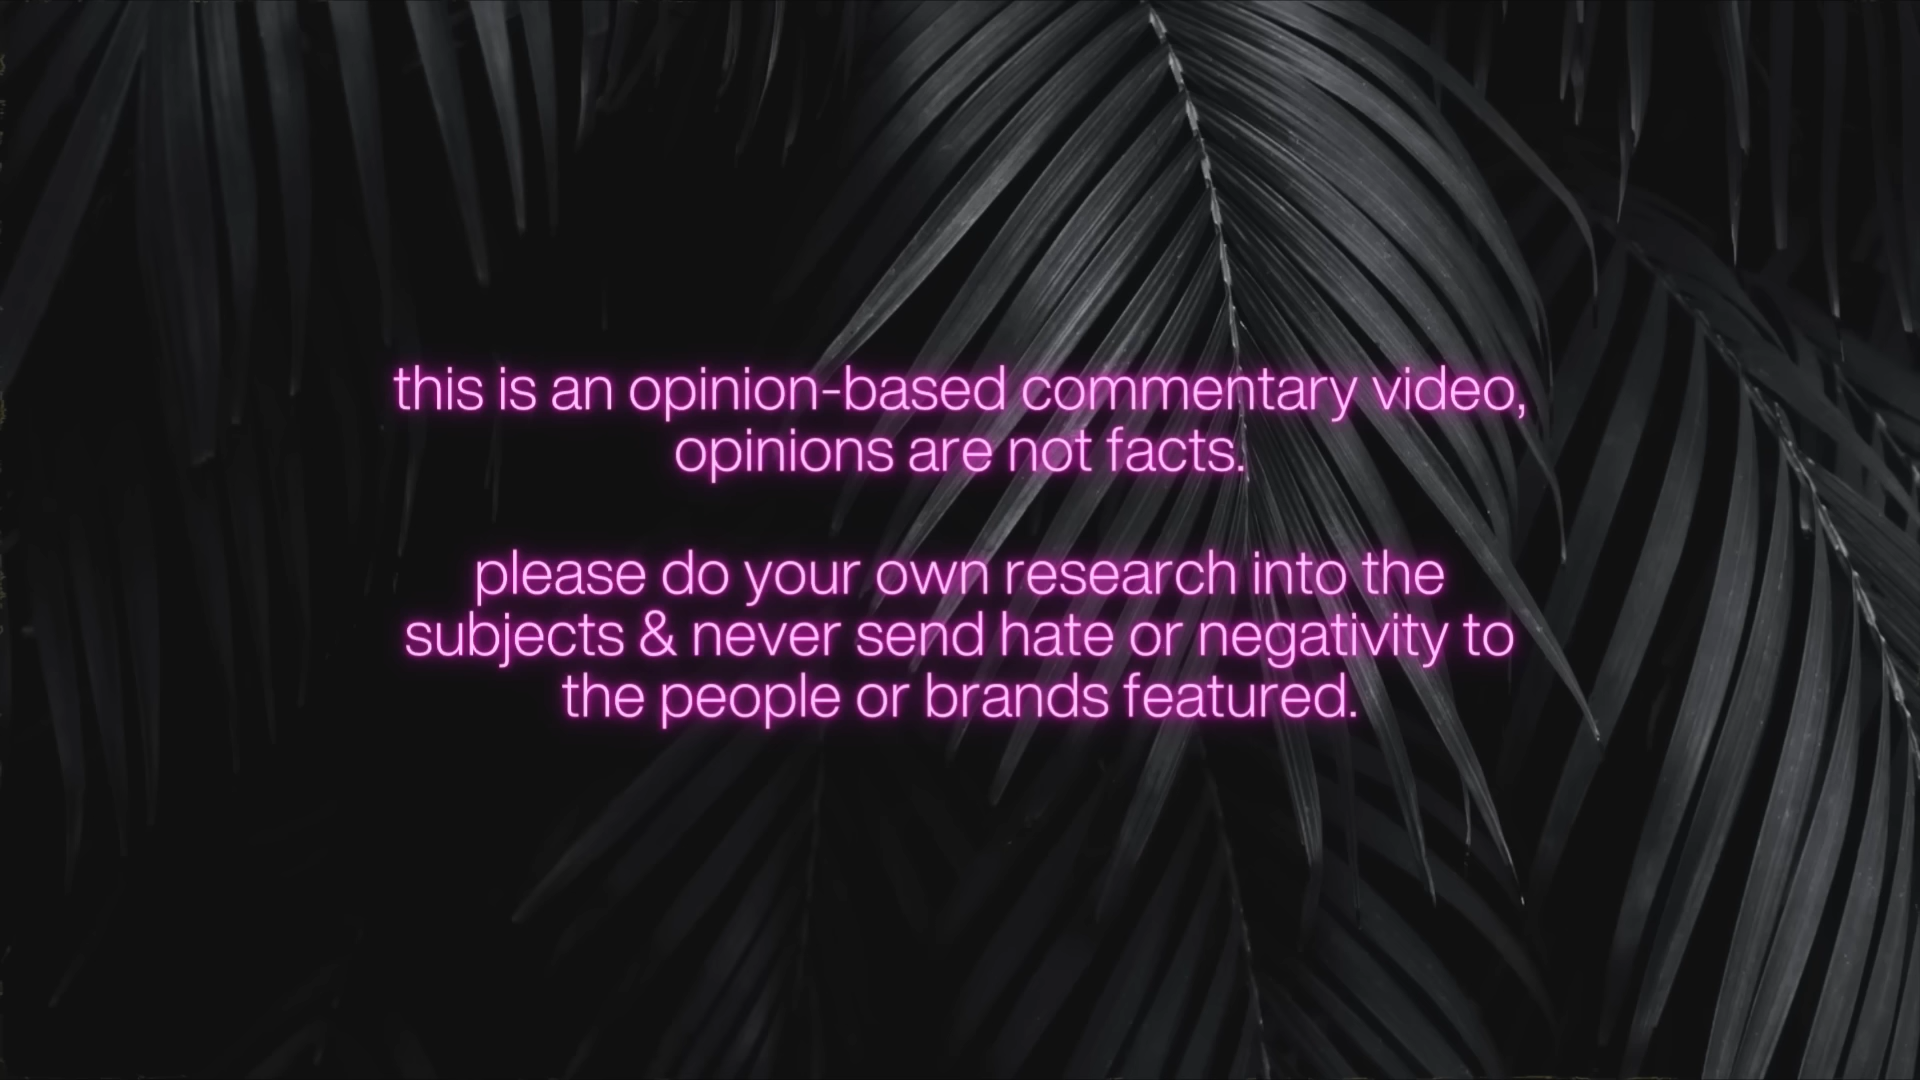 this is an opinion-based commentary video,
opinions are not facts.
please do your own research into the
subjects & never send hate or negativity to
the people or brands featured.